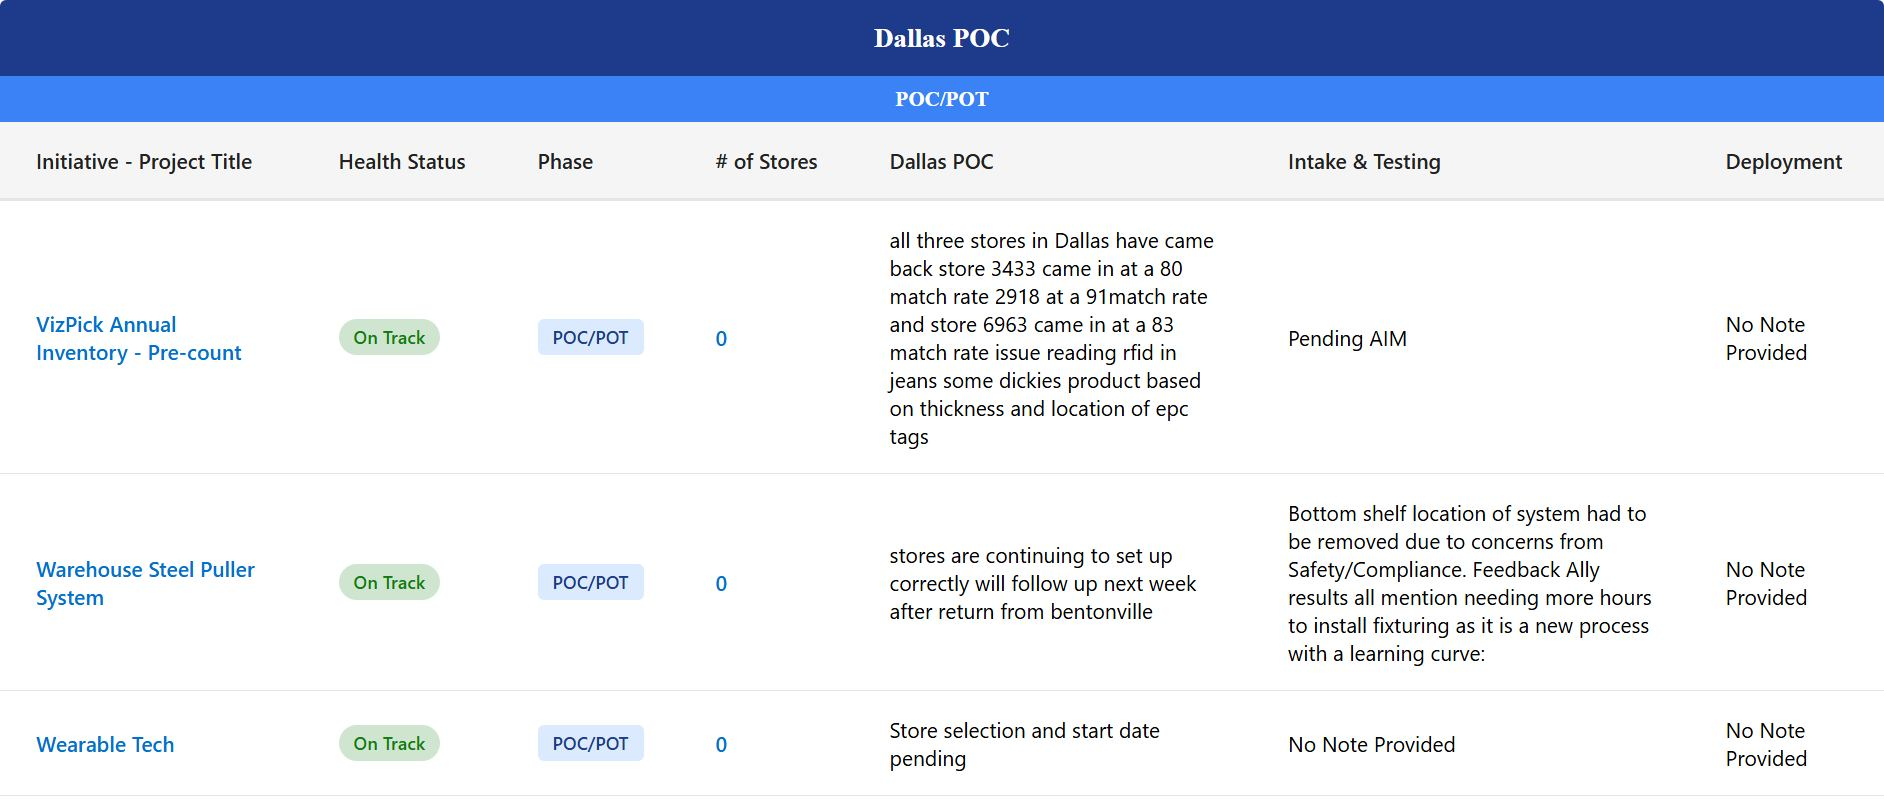 Dallas POC
POC/POT
Initiative - Project Title Health Status Phase # of Stores Dallas POC Intake & Testing Deployment
VizPick Annual
Inventory - Pre-count
On Track
POC/POT
0
all three stores in Dallas have came
back store 3433 came in at a 80
match rate 2918 at a 91match rate
and store 6963 came in at a 83
match rate issue reading rfid in
jeans some dickies product based
on thickness and location of epc
tags
Pending AIM
No Note
Provided
Warehouse Steel Puller
System
On Track
POC/POT
0
stores are continuing to set up
correctly will follow up next week
after return from bentonville
Bottom shelf location of system had to
be removed due to concerns from
Safety/Compliance. Feedback Ally
results all mention needing more hours
to install fixturing as it is a new process
with a learning curve:
No Note
Provided
Wearable Tech
On Track
POC/POT
0
Store selection and start date
pending
No Note Provided
No Note
Provided